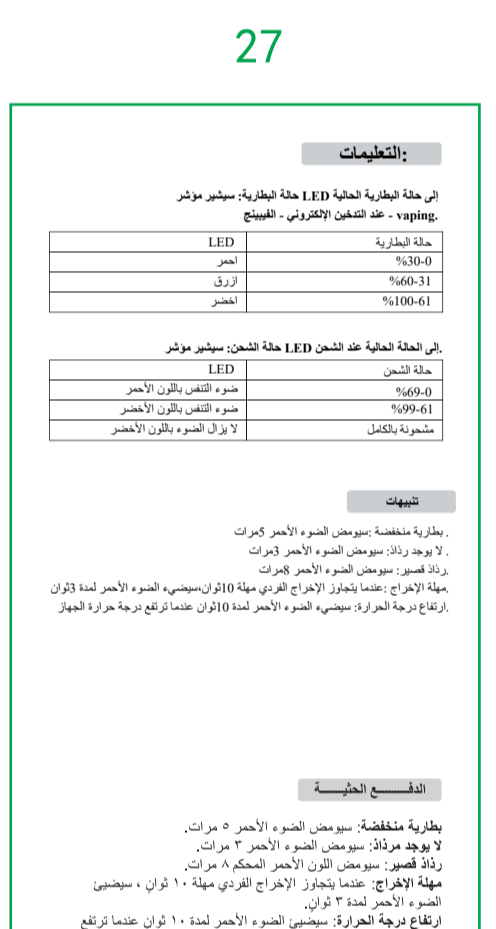 27
التعليمات:
إلى حالة البطارية الحالية LED حالة البطارية: سيشير مؤشر
.vaping - عند التدخين الإلكتروني - الفيبينج
حالة البطارية LED
%30-0 احمر
%60-31 ازرق
%100-61 اخضر
.إلى الحالة الحالية عند الشحن LED حالة الشحن: سيشير مؤشر
حالة الشحن LED
%69-0 ضوء التنفس باللون الأحمر
%99-61 ضوء التنفس باللون الأخضر
مشحونة بالكامل لا يزال الضوء باللون الأخضر
تنبيهات
. بطارية منخفضة :سيومض الضوء الأحمر 5مرات
. لا يوجد رذاذ: سيومض الضوء الأحمر 3مرات
.رذاذ قصير: سيومض الضوء الأحمر 8مرات
.مهلة الإخراج :عندما يتجاوز الإخراج الفردي مهلة 10ثوان،سيضيء الضوء الأحمر لمدة 3ثوان
.ارتفاع درجة الحرارة: سيضيء الضوء الأحمر لمدة 10ثوان عندما ترتفع درجة حرارة الجهاز
الدفــــــع الحثيـــــــة
بطارية منخفضة: سيومض الضوء الأحمر ٥ مرات.
لا يوجد مرذاذ: سيومض الضوء الأحمر ٣ مرات.
رذاذ قصير: سيومض اللون الأحمر المحكم ٨ مرات.
مهلة الإخراج: عندما يتجاوز الإخراج الفردي مهلة ١٠ ثوانٍ ، سيضيئ
الضوء الأحمر لمدة ٣ ثوانٍ.
ارتفاع درجة الحرارة: سيضيئ الضوء الأحمر لمدة ١٠ ثوان عندما ترتفع